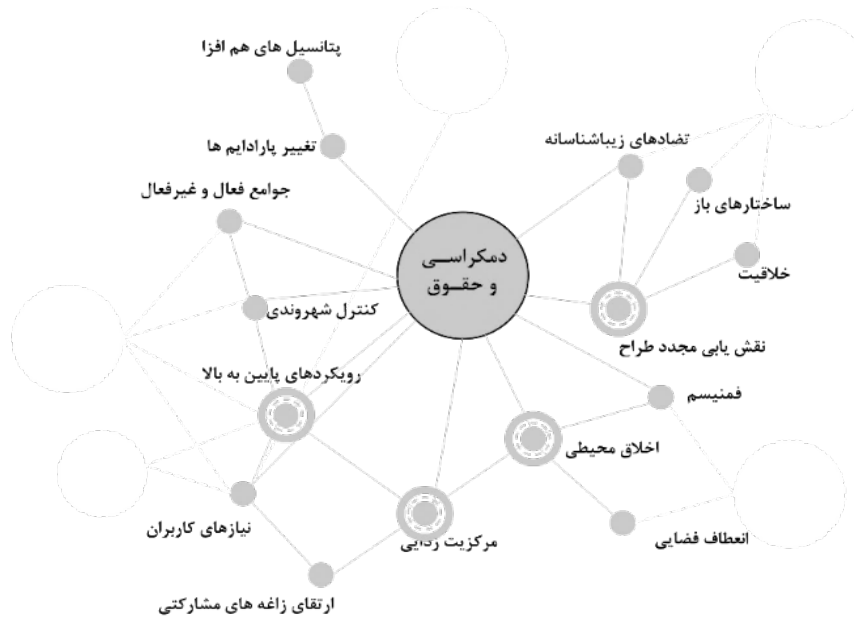 پتانسیل های هم افزا
تضادهای زیباشناسانه
تغییر پارادایم ها
جوامع فعال و غیرفعال
ساختارهای باز
دمکراسی
و حقوق
خلاقیت
کنترل شهروندی
نقش یابی مجدد طراح
رویکردهای پایین به بالا
فمنیسم
اخلاق محیطی
نیازهای کاربران
انعطاف فضایی
مرکزیت زدایی
ارتقای زاغه های مشارکتی